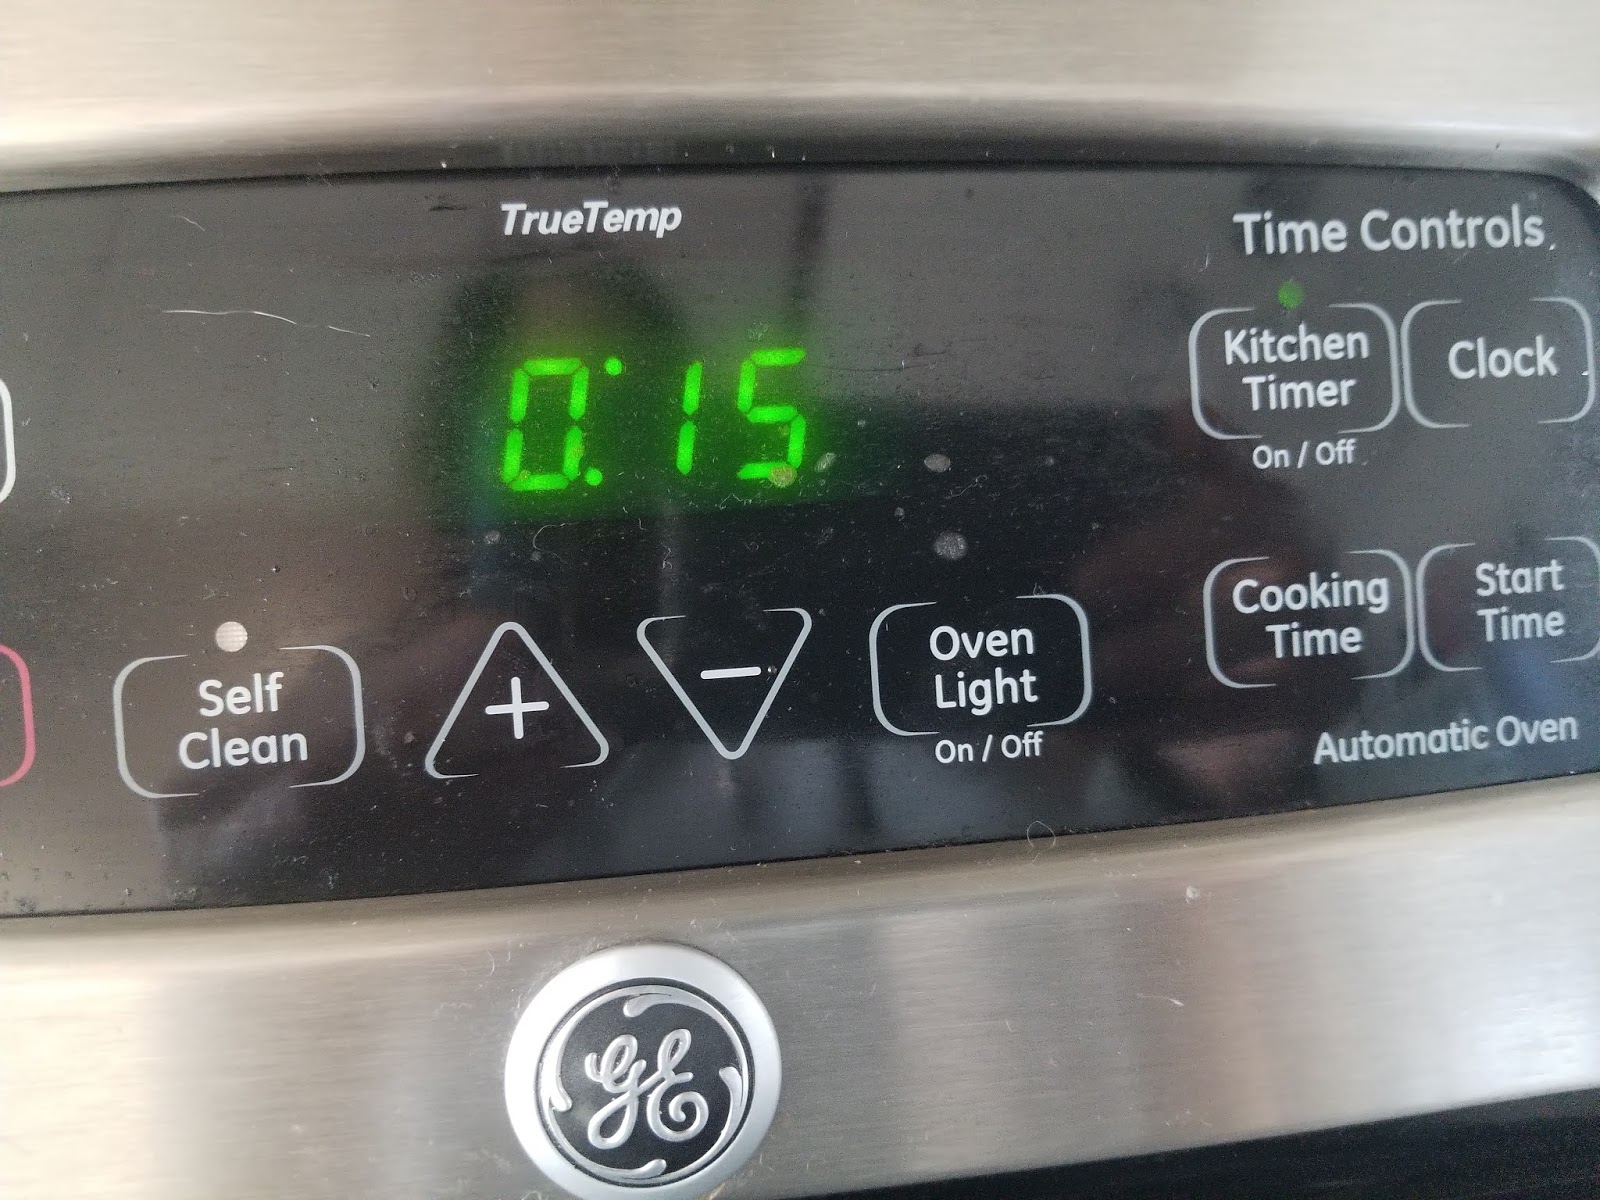 TrueTemp
Time Controls
0:15
Kitchen
Timer
On / Off
Clock
Self
Clean
+
−
Oven
Light
On / Off
Cooking
Time
Start
Time
Automatic Oven
GE